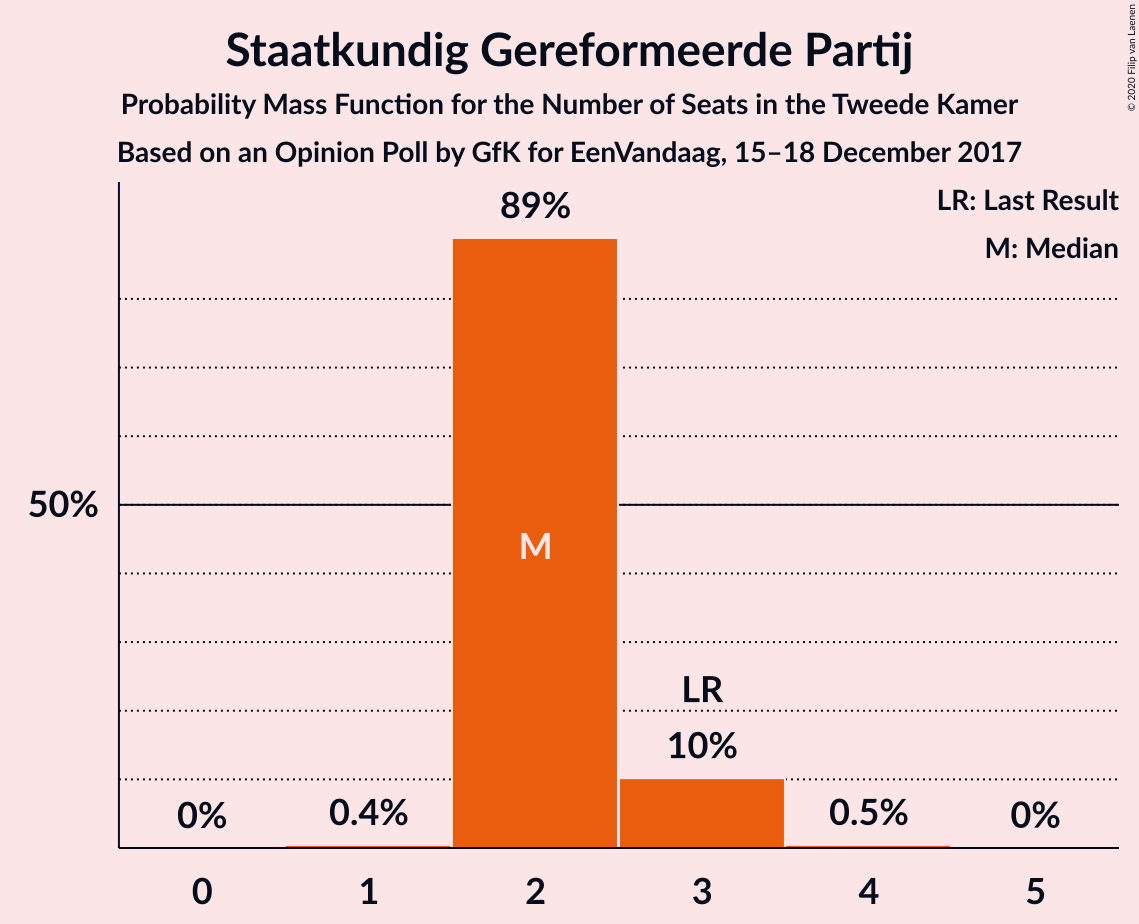 Staatkundig Gereformeerde Partij
Probability Mass Function for the Number of Seats in the Tweede Kamer
Based on an Opinion Poll by GfK for EenVandaag, 15–18 December 2017
© 2020 Filip van Laenen
LR: Last Result
M: Median
89%
50%
M
LR
10%
0%
0.4%
0.5%
0%
0
1
2
3
4
5